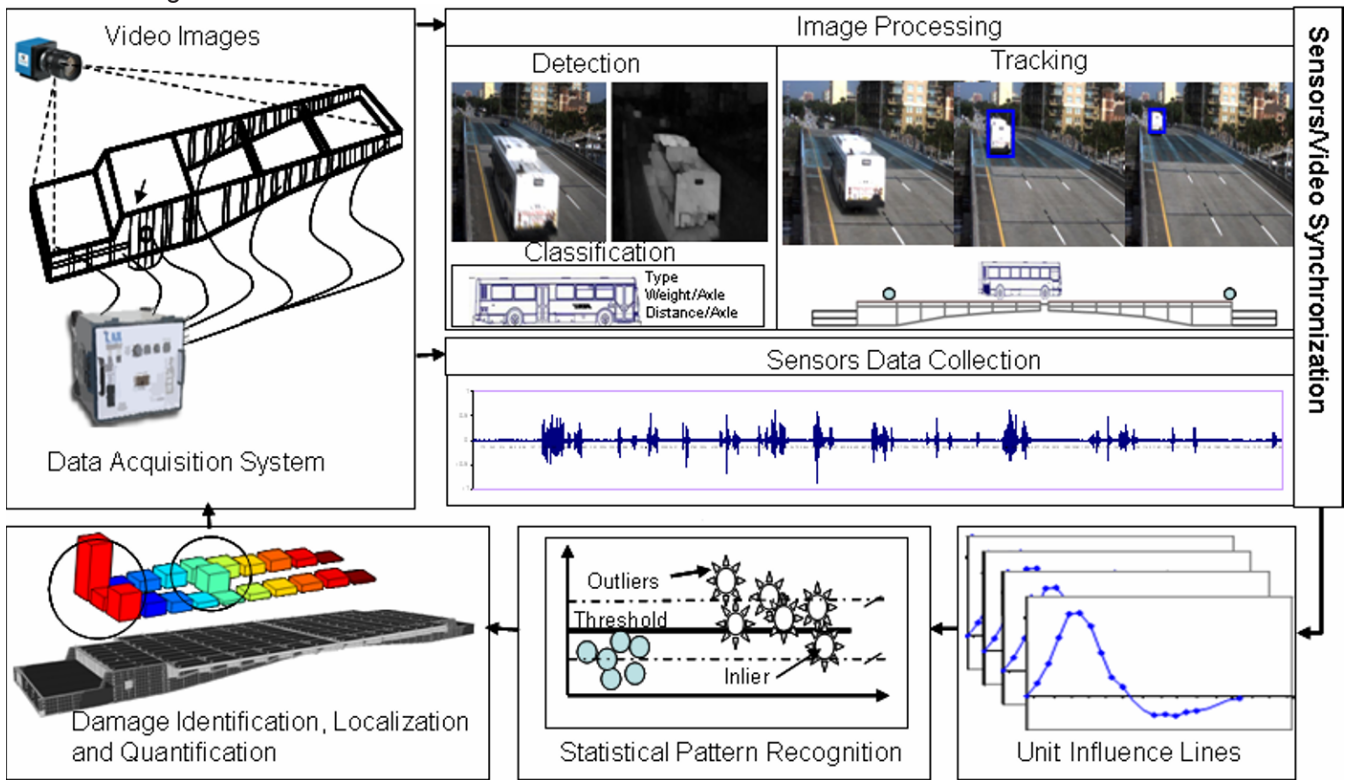 Video Images
Data Acquisition System
Image Processing
Detection
Tracking
Classification
Type
Weight/Axle
Distance/Axle
Sensors Data Collection
Sensors/Video Synchronization
Damage Identification, Localization
and Quantification
Outliers
Threshold
Inlier
Statistical Pattern Recognition
Unit Influence Lines